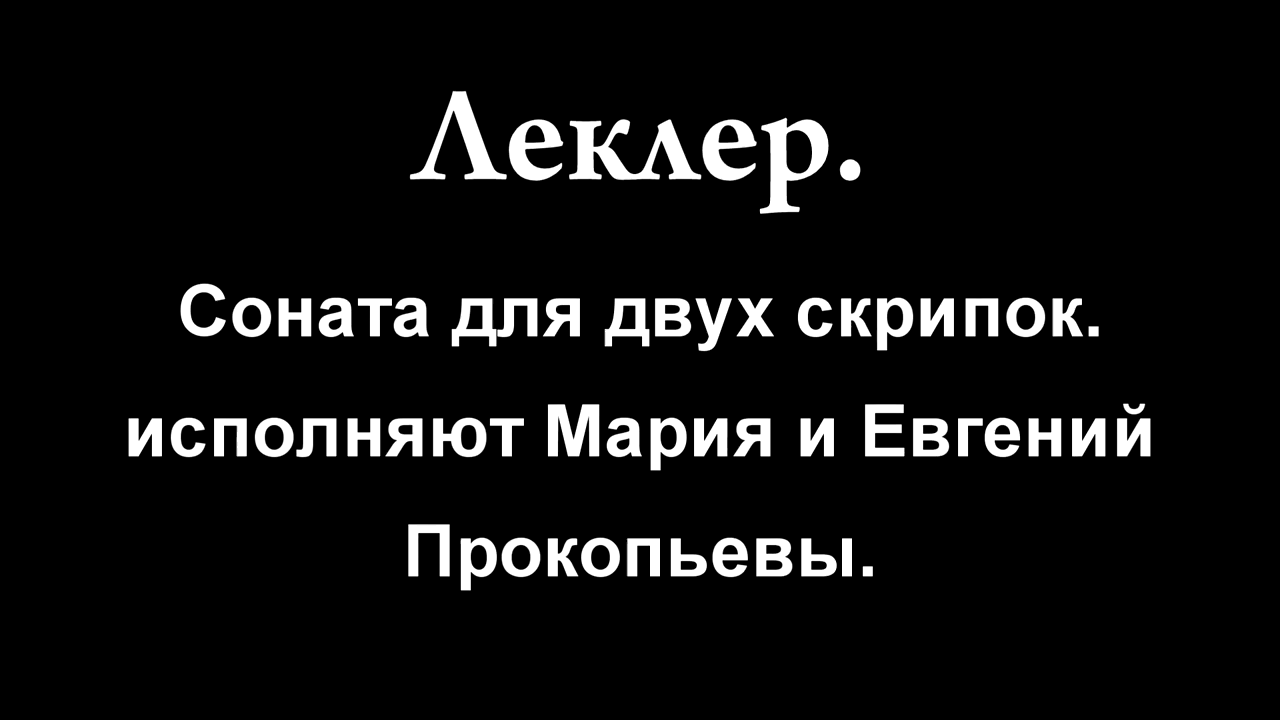 Леклер.
Соната для двух скрипок.
исполняют Мария и Евгений
Прокопьевы.